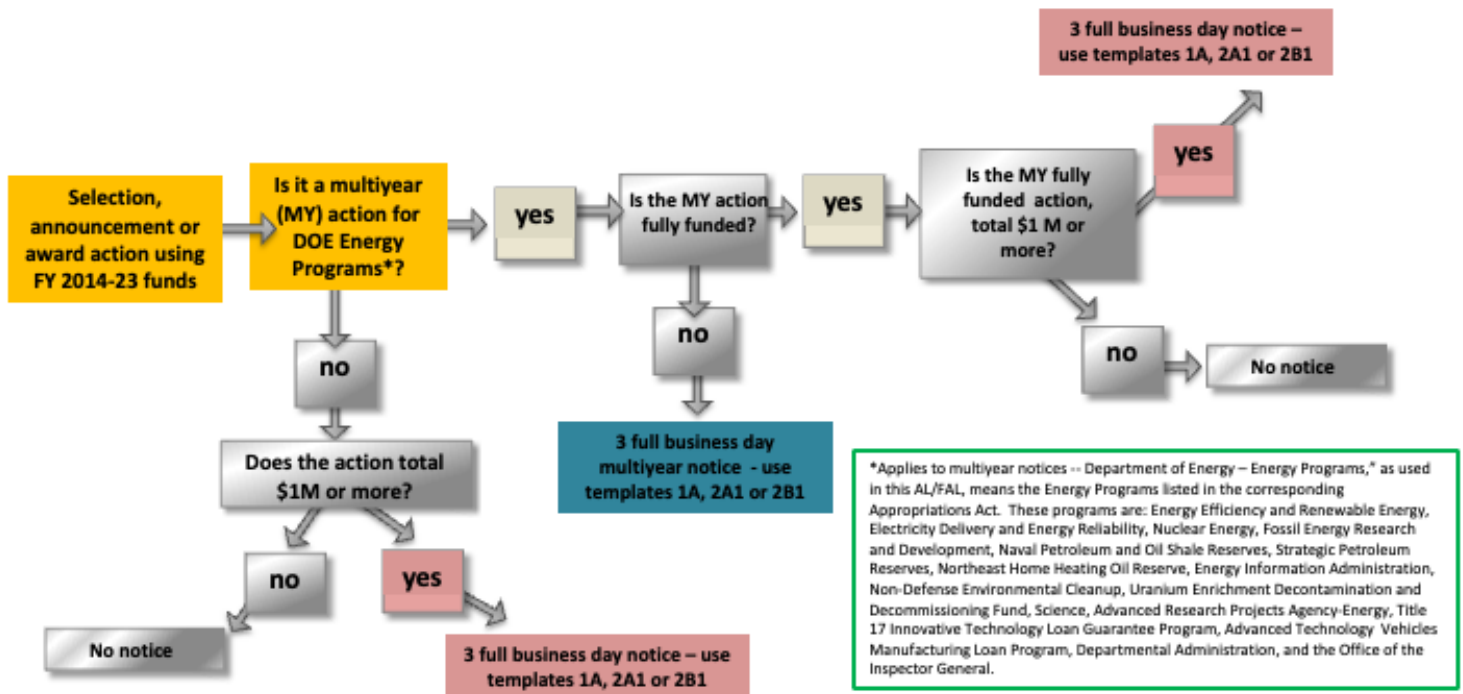 3 full business day notice –
use templates 1A, 2A1 or 2B1
Selection,
announcement or
award action using
FY 2014-23 funds
Is it a multiyear
(MY) action for
DOE Energy
Programs*?
yes
Is the MY action
fully funded?
yes
Is the MY fully
funded action,
total $1 M or
more?
yes
no
no
no
No notice
Does the action total
$1M or more?
3 full business day
multiyear notice - use
templates 1A, 2A1 or 2B1
no
yes
No notice
3 full business day notice – use
templates 1A, 2A1 or 2B1
*Applies to multiyear notices -- Department of Energy – Energy Programs,” as used
in this AL/FAL, means the Energy Programs listed in the corresponding
Appropriations Act. These programs are: Energy Efficiency and Renewable Energy,
Electricity Delivery and Energy Reliability, Nuclear Energy, Fossil Energy Research
and Development, Naval Petroleum and Oil Shale Reserves, Strategic Petroleum
Reserves, Northeast Home Heating Oil Reserve, Energy Information Administration,
Non-Defense Environmental Cleanup, Uranium Enrichment Decontamination and
Decommissioning Fund, Science, Advanced Research Projects Agency-Energy, Title
17 Innovative Technology Loan Guarantee Program, Advanced Technology Vehicles
Manufacturing Loan Program, Departmental Administration, and the Office of the
Inspector General.